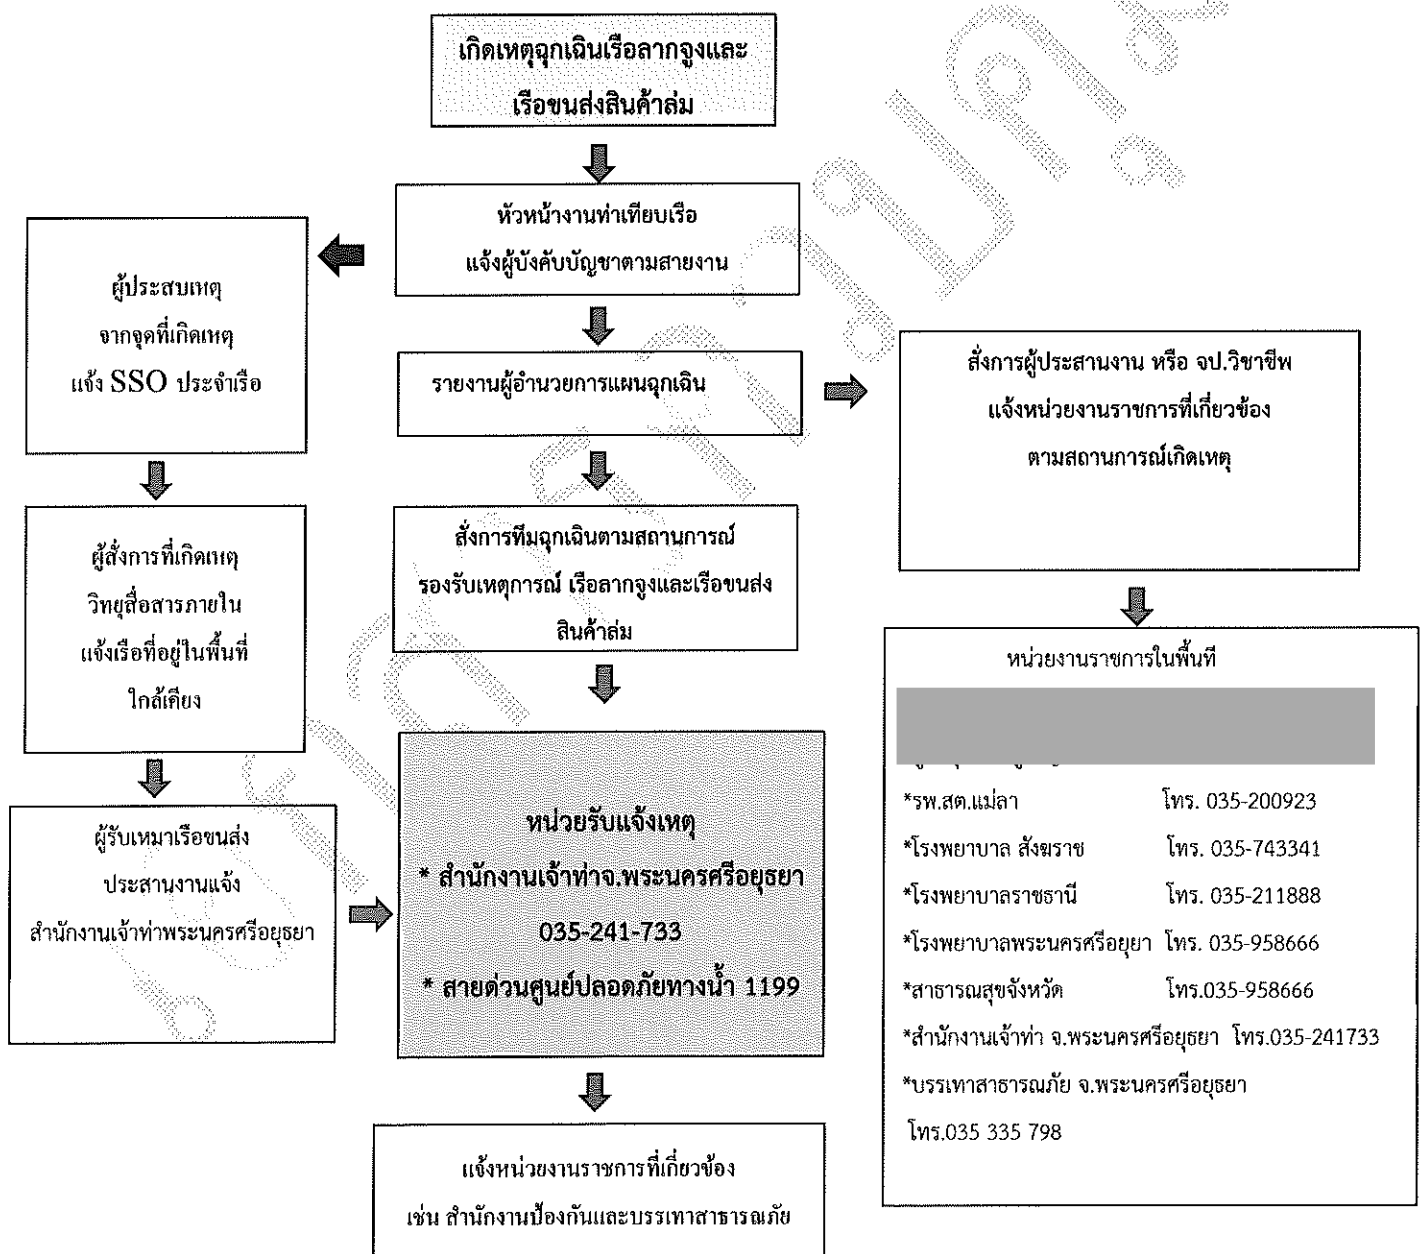 เกิดเหตุฉุกเฉินเรือลากจูงและ
เรือขนส่งสินค้าล่ม
หัวหน้างานท่าเทียบเรือ
แจ้งผู้บังคับบัญชาตามสายงาน
ผู้ประสบเหตุ
จากจุดที่เกิดเหตุ
แจ้ง SSO ประจำเรือ
รายงานผู้อำนวยการแผนฉุกเฉิน
สั่งการผู้ประสานงาน หรือ จป.วิชาชีพ
แจ้งหน่วยงานราชการที่เกี่ยวข้อง
ตามสถานการณ์เกิดเหตุ
ผู้สั่งการที่เกิดเหตุ
วิทยุสื่อสารภายใน
แจ้งเรือที่อยู่ในพื้นที่
ใกล้เคียง
สั่งการทีมฉุกเฉินตามสถานการณ์
รองรับเหตุการณ์ เรือลากจูงและเรือขนส่ง
สินค้าล่ม
ผู้รับเหมาเรือขนส่ง
ประสานงานแจ้ง
สำนักงานเจ้าท่าพระนครศรีอยุธยา
หน่วยรับแจ้งเหตุ
* สำนักงานเจ้าท่าจ.พระนครศรีอยุธยา
035-241-733
* สายด่วนศูนย์ปลอดภัยทางน้ำ 1199
หน่วยงานราชการในพื้นที่
*รพ.สต.แม่ลา โทร. 035-200923
*โรงพยาบาล สังฆราช โทร. 035-743341
*โรงพยาบาลราชธานี โทร. 035-211888
*โรงพยาบาลพระนครศรีอยุยา โทร. 035-958666
*สาธารณสุขจังหวัด โทร.035-958666
*สำนักงานเจ้าท่า จ.พระนครศรีอยุธยา โทร.035-241733
*บรรเทาสาธารณภัย จ.พระนครศรีอยุธยา
โทร.035 335 798
แจ้งหน่วยงานราชการที่เกี่ยวข้อง
เช่น สำนักงานป้องกันและบรรเทาสาธารณภัย